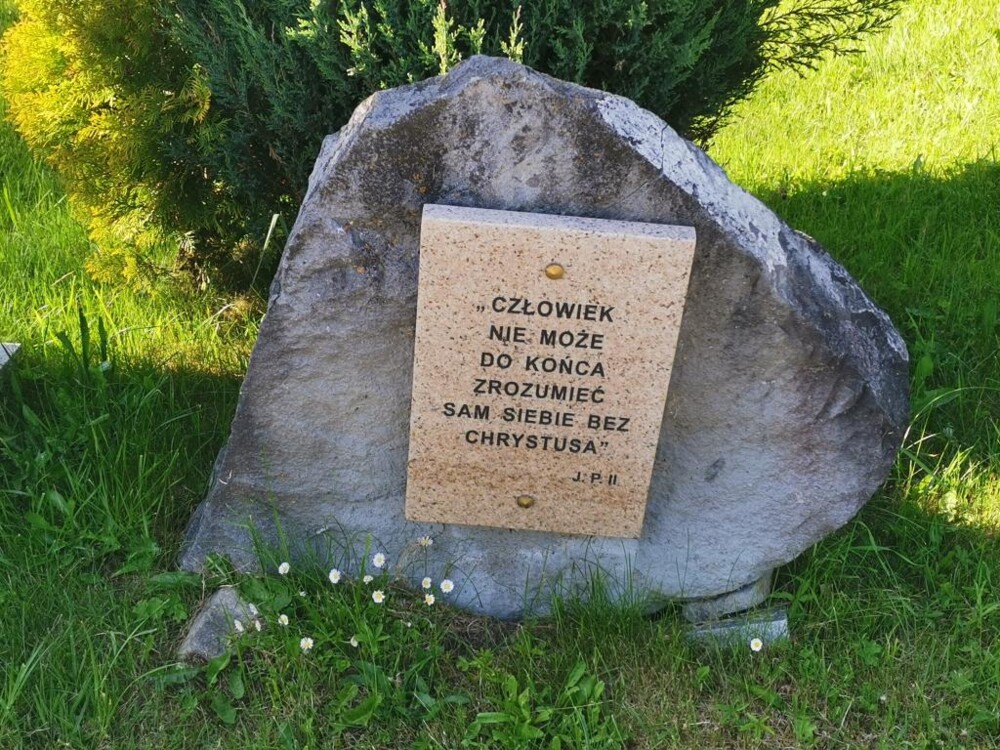 „CZŁOWIEK
NIE MOŻE
DO KOŃCA
ZROZUMIEĆ
SAM SIEBIE BEZ
CHRYSTUSA”
J. P. II